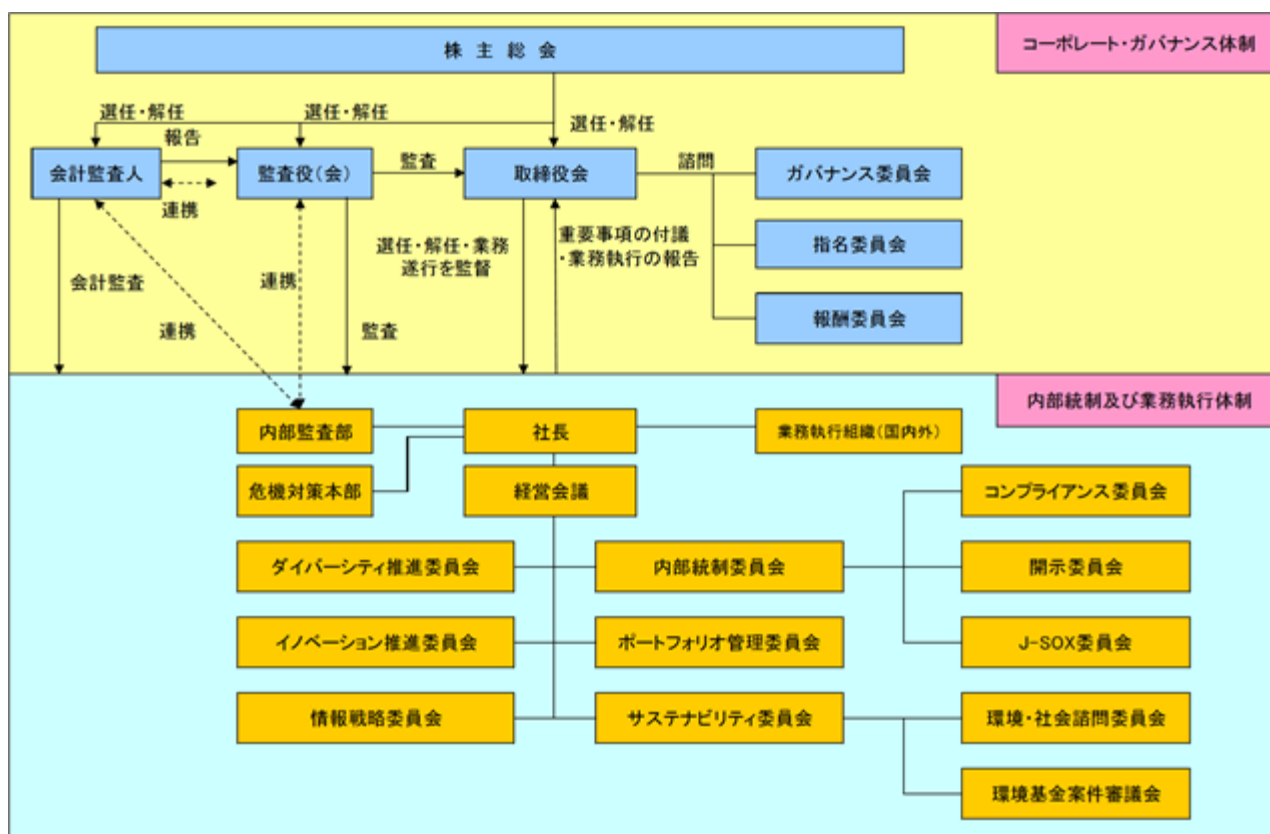 株主総会
コーポレート・ガバナンス体制
選任・解任
選任・解任
選任・解任
報告
会計監査人
監査役(会)
監査
取締役会
諮問
ガバナンス委員会
連携
指名委員会
報酬委員会
会計監査
連携
連携
監査
選任・解任・業務
遂行を監督
重要事項の付議
・業務執行の報告
内部統制及び業務執行体制
内部監査部
社長
業務執行組織(国内外)
危機対策本部
経営会議
コンプライアンス委員会
ダイバーシティ推進委員会
内部統制委員会
開示委員会
イノベーション推進委員会
ポートフォリオ管理委員会
J-SOX委員会
情報戦略委員会
サステナビリティ委員会
環境・社会諮問委員会
環境基金案件審議会